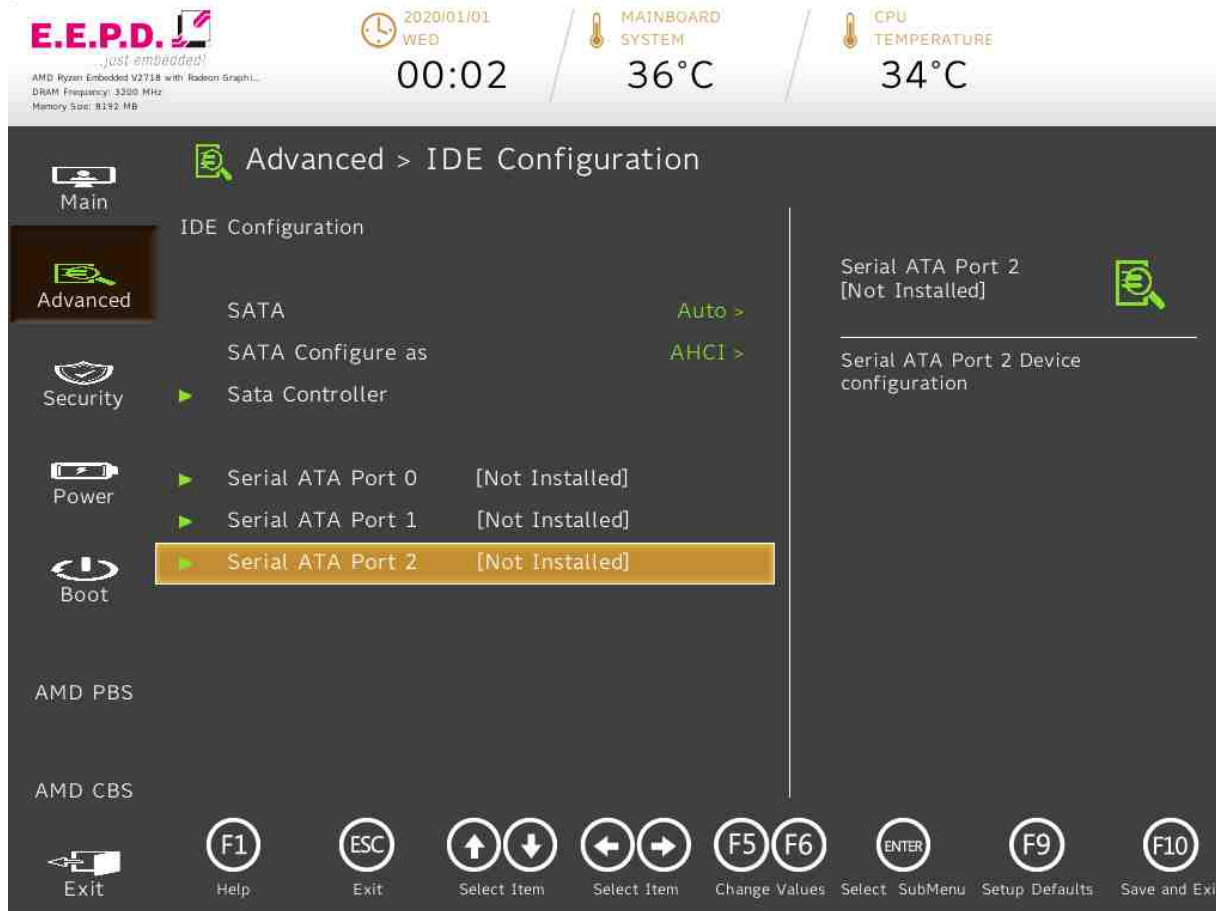 E.E.P.D.
...just embedded!
AMD Ryzen Embedded V2718 with Radeon Graphi...
DRAM Frequency: 3200 MHz
Memory Size: 8192 MB
2020/01/01
WED
00:02
MAINBOARD
SYSTEM
36°C
CPU
TEMPERATURE
34°C
Main
Advanced
Security
Power
Boot
AMD PBS
AMD CBS
Exit
Advanced > IDE Configuration
IDE Configuration
SATA Auto >
SATA Configure as AHCI >
Sata Controller
Serial ATA Port 0 [Not Installed]
Serial ATA Port 1 [Not Installed]
Serial ATA Port 2 [Not Installed]
Serial ATA Port 2
[Not Installed]
Serial ATA Port 2 Device
configuration
F1 ESC F5 F6 ENTER F9 F10
Help Exit Select Item Select Item Change Values Select SubMenu Setup Defaults Save and Exi